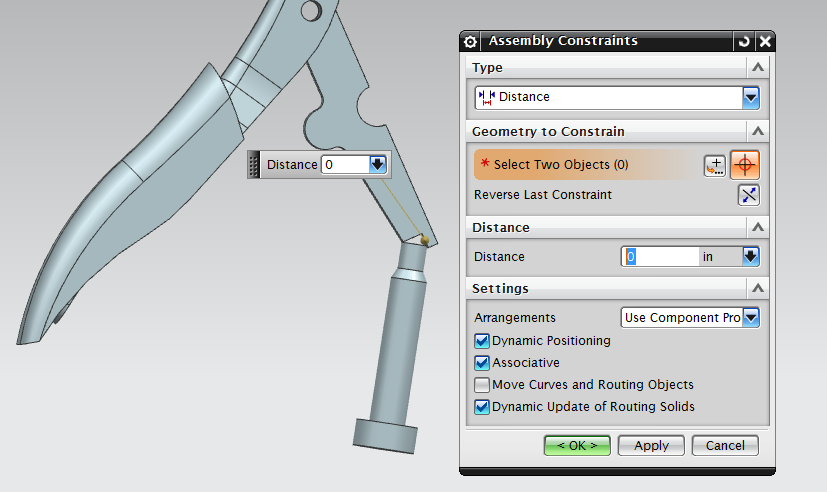 Assembly Constraints
Type
Distance
Geometry to Constrain
* Select Two Objects (0)
Reverse Last Constraint
Distance
Distance 0 in
Settings
Arrangements Use Component Pro
Dynamic Positioning
Associative
Move Curves and Routing Objects
Dynamic Update of Routing Solids
< OK > Apply Cancel
Distance 0